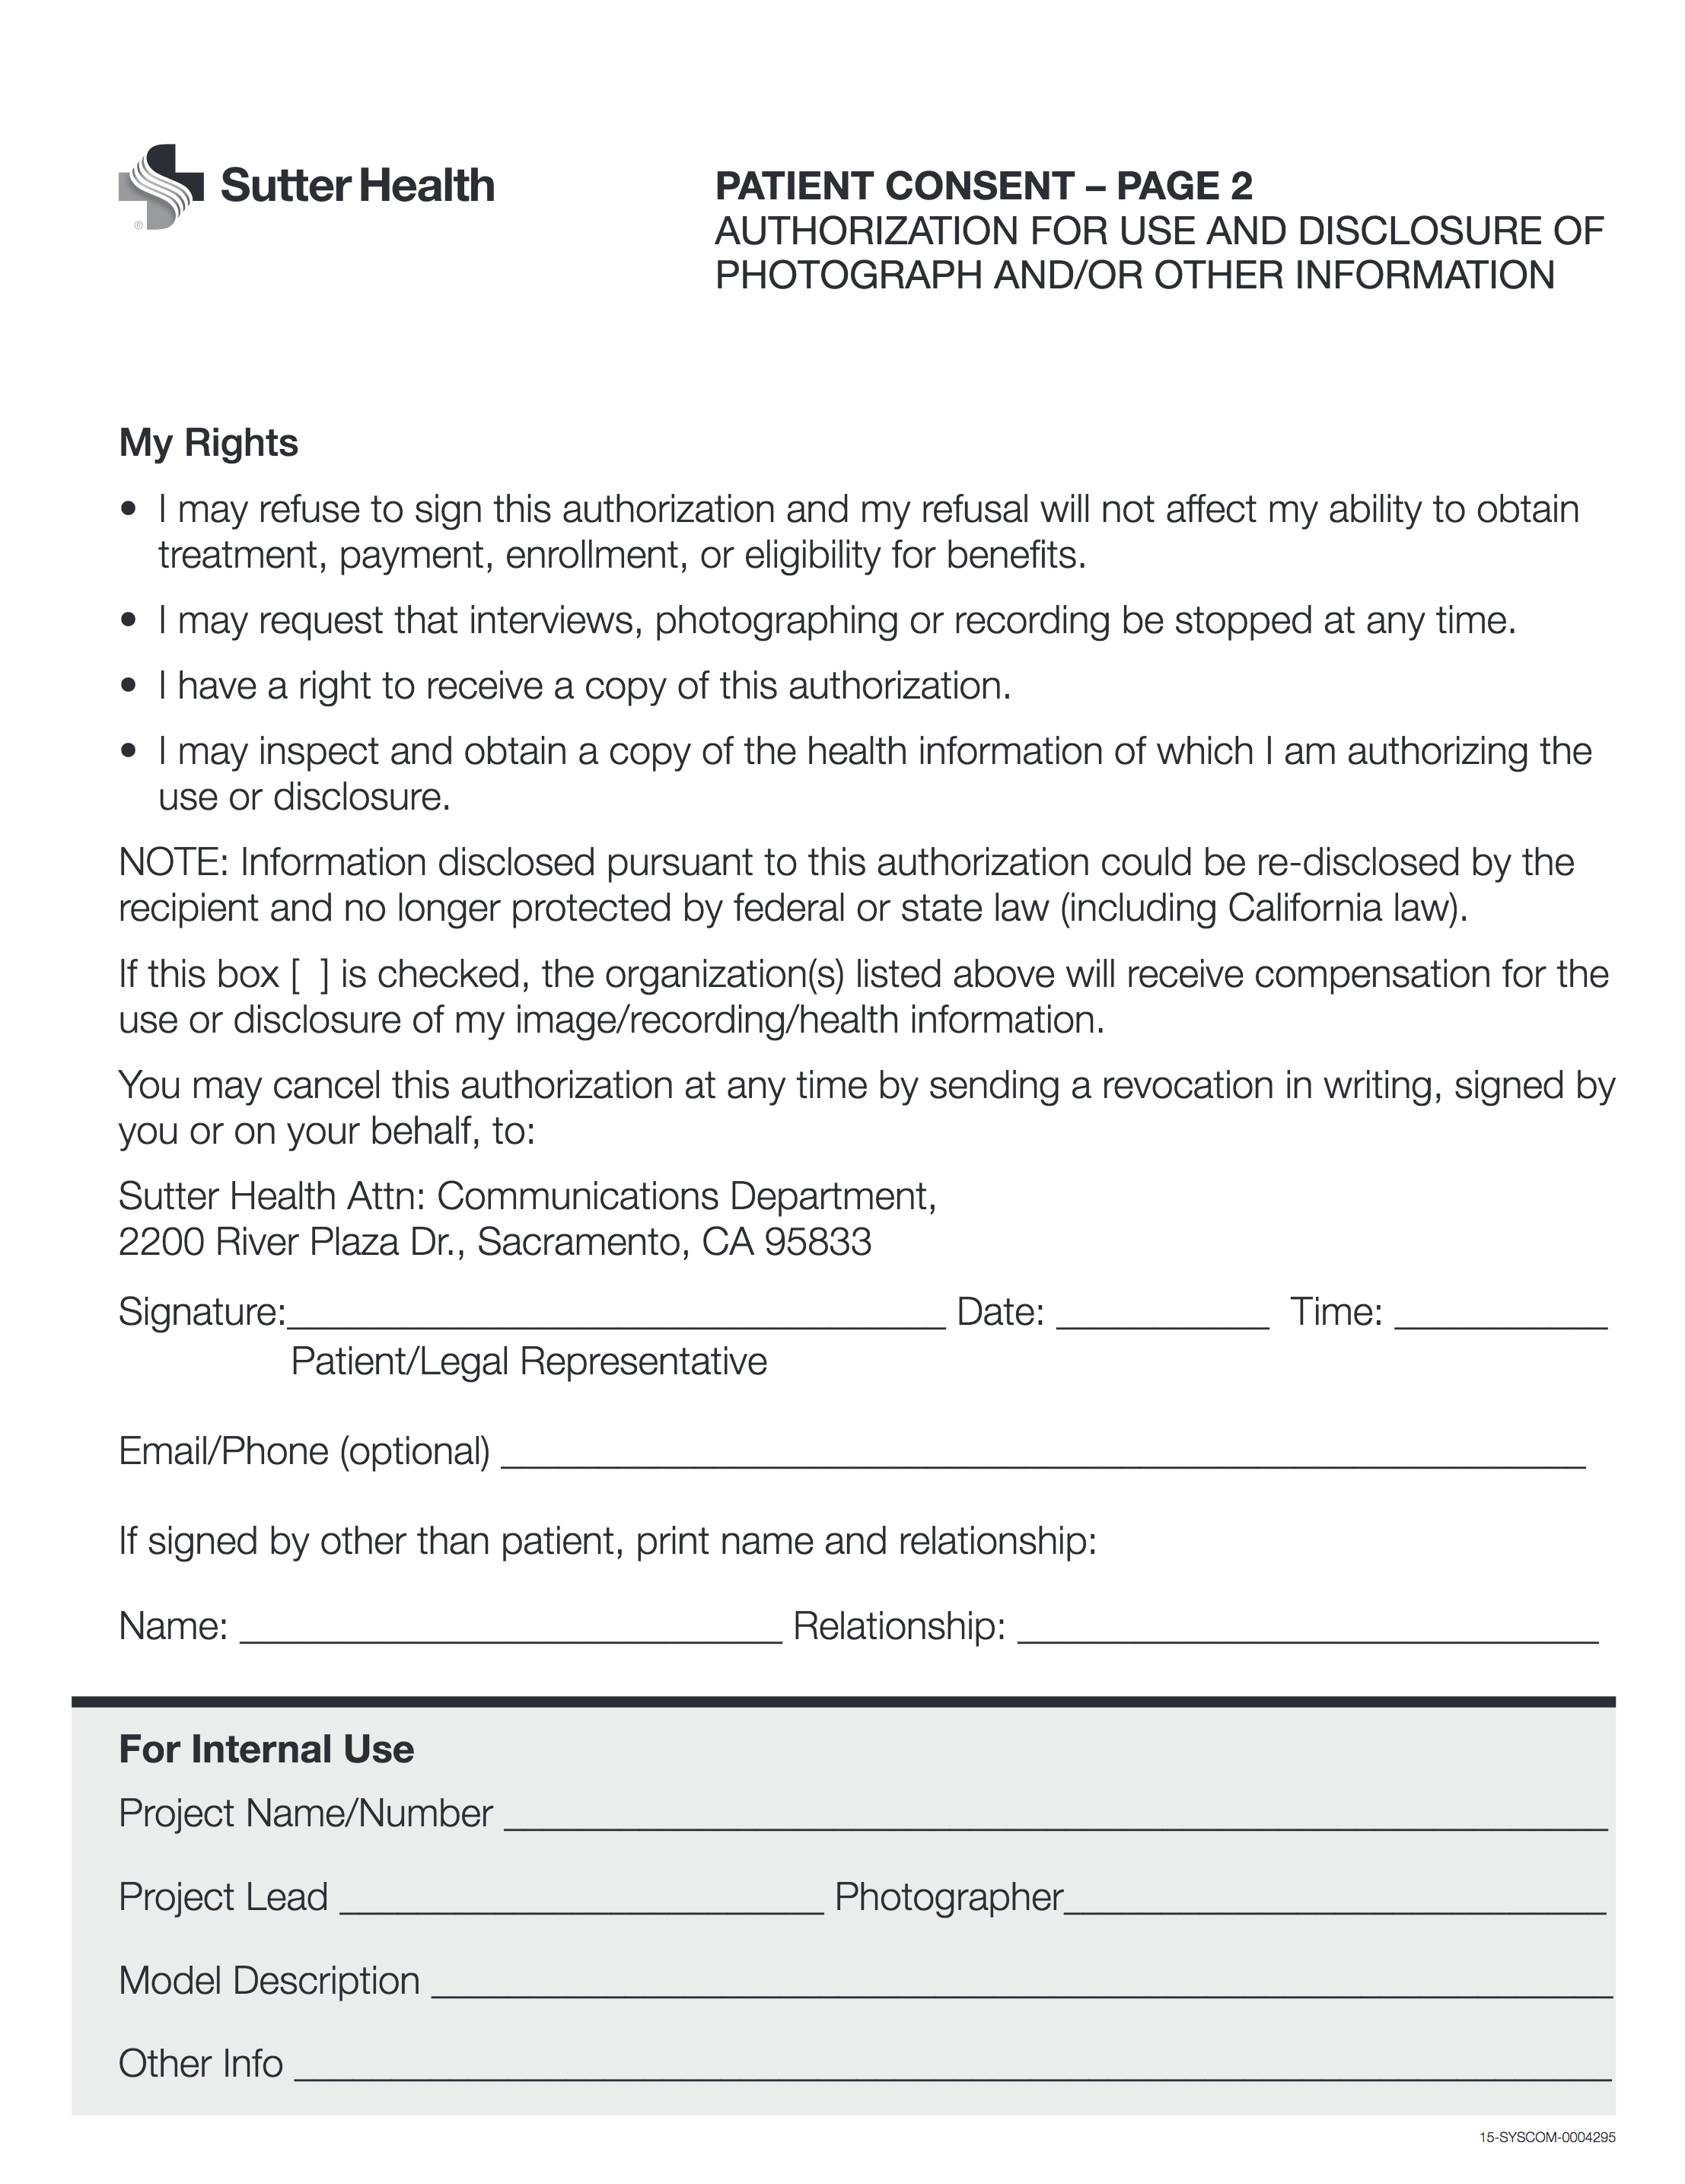 Sutter Health
®
PATIENT CONSENT – PAGE 2
AUTHORIZATION FOR USE AND DISCLOSURE OF
PHOTOGRAPH AND/OR OTHER INFORMATION
My Rights
• I may refuse to sign this authorization and my refusal will not affect my ability to obtain
treatment, payment, enrollment, or eligibility for benefits.
• I may request that interviews, photographing or recording be stopped at any time.
• I have a right to receive a copy of this authorization.
• I may inspect and obtain a copy of the health information of which I am authorizing the
use or disclosure.
NOTE: Information disclosed pursuant to this authorization could be re-disclosed by the
recipient and no longer protected by federal or state law (including California law).
If this box [ ] is checked, the organization(s) listed above will receive compensation for the
use or disclosure of my image/recording/health information.
You may cancel this authorization at any time by sending a revocation in writing, signed by
you or on your behalf, to:
Sutter Health Attn: Communications Department,
2200 River Plaza Dr., Sacramento, CA 95833
Signature:______________________________ Date: __________ Time: __________
Patient/Legal Representative
Email/Phone (optional) __________________________________________________
If signed by other than patient, print name and relationship:
Name: _________________________ Relationship: ___________________________
For Internal Use
Project Name/Number ___________________________________________________
Project Lead ______________________ Photographer_________________________
Model Description ______________________________________________________
Other Info ____________________________________________________________
15-SYSCOM-0004295